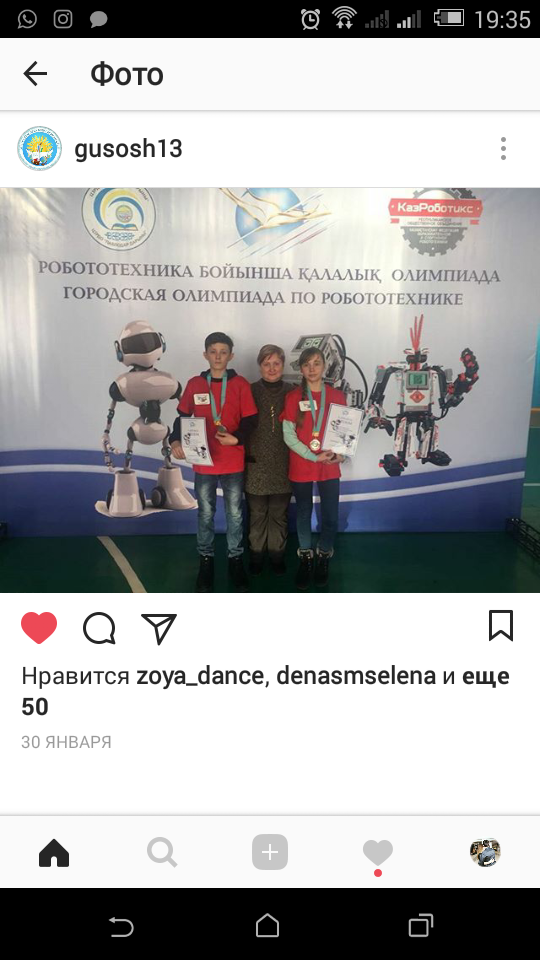 19:35
Фото
gusosh13
КазРоботикс
РОБОТОТЕХНИКА БОЙЫНША ҚАЛАЛЫҚ ОЛИМПИАДА
ГОРОДСКАЯ ОЛИМПИАДА ПО РОБОТОТЕХНИКЕ
Нравится zoya_dance, denasmselena и еще
50
30 ЯНВАРЯ